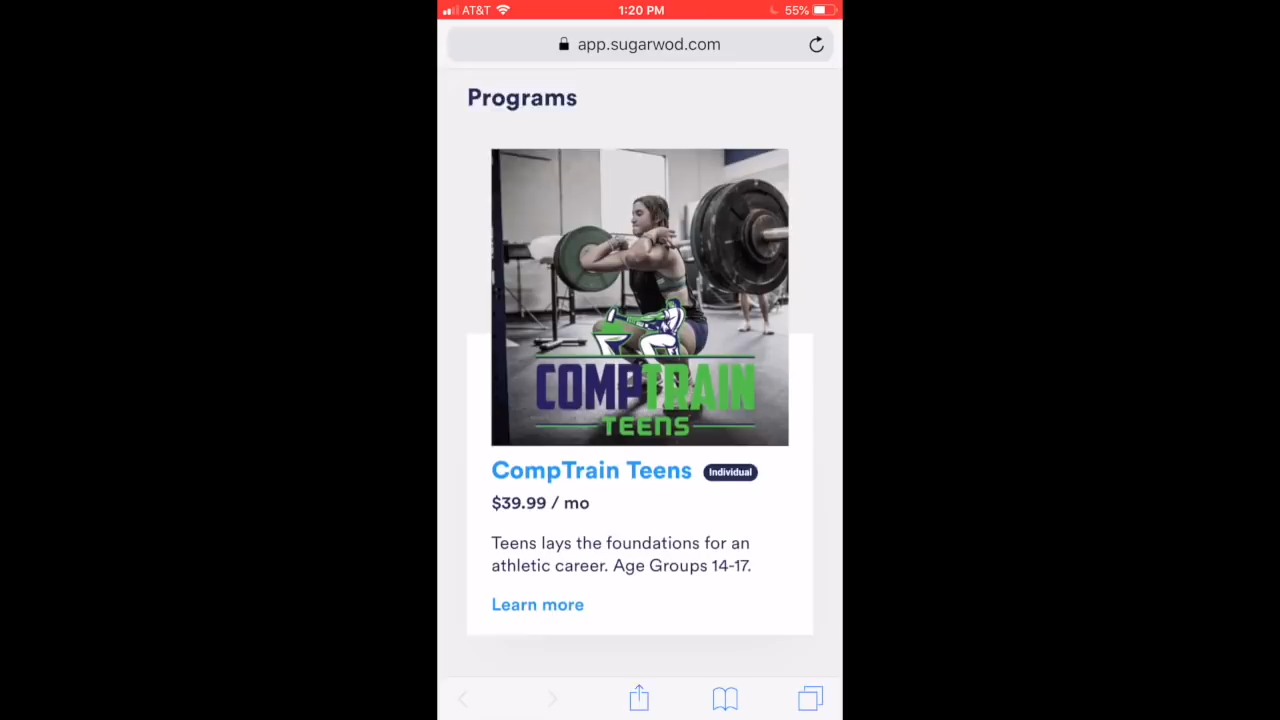 AT&T
1:20 PM
55%
app.sugarwod.com
Programs
COMPTRAIN
TEENS
CompTrain Teens
Individual
$39.99 / mo
Teens lays the foundations for an
athletic career. Age Groups 14-17.
Learn more